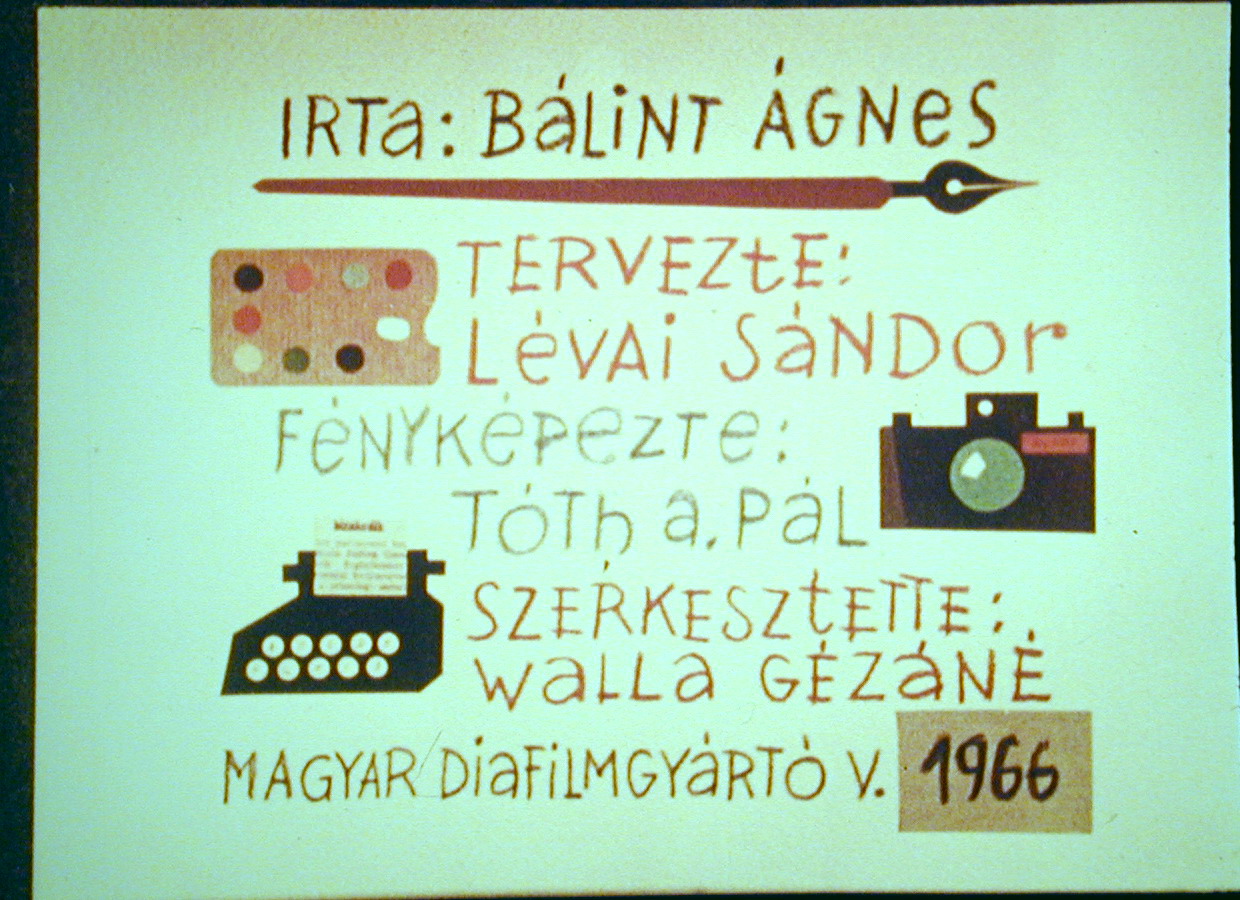 IRTa: BÁLiNT ÁGNeS
TERVEZtE:
LéVAi SáNDor
FéNYKéPeZTe:
TÓTh a. PáL
SZERKESZtETTE:
WaLLa GÉZáNÉ
MAGYAR DiaFiLMGYáRTÓ V. 1966